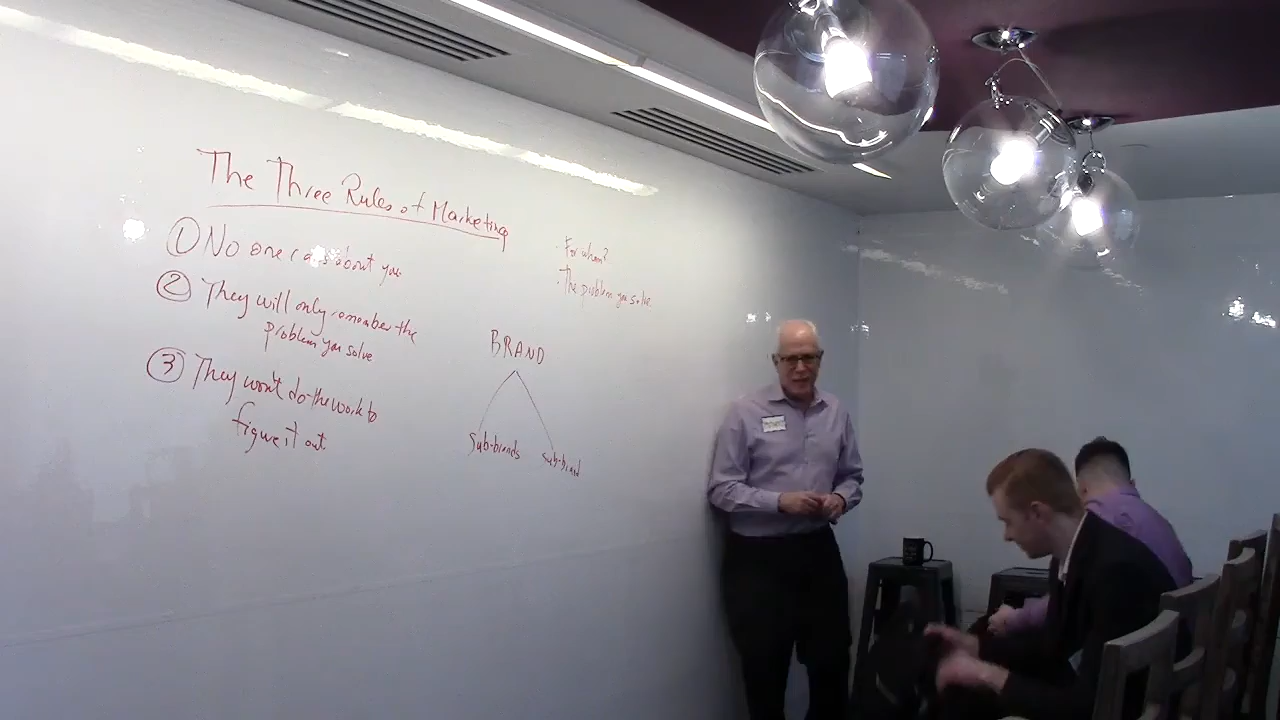 The Three Rules of Marketing
① No one cares about you
② They will only remember the
problem you solve
③ They won't do the work to
figure it out
· For whom?
· The problem you solve
BRAND
Sub-brands
Sub-brand